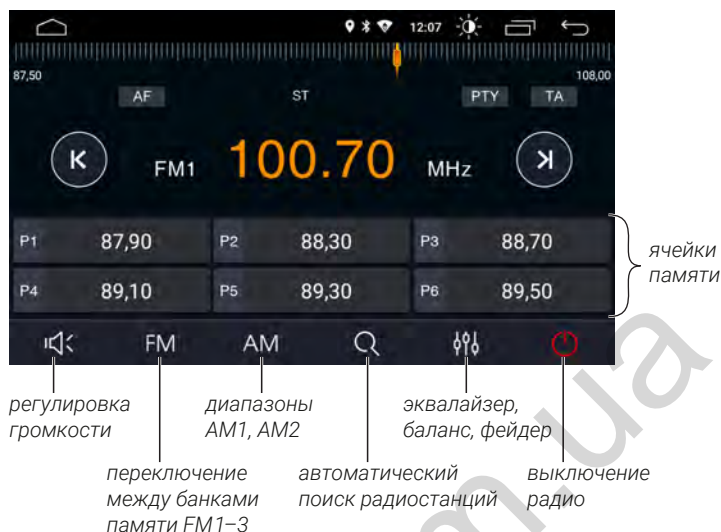 12:07
87,50
108,00
AF ST PTY TA
FM1 100.70 MHz
P1 87,90 P2 88,30 P3 88,70
P4 89,10 P5 89,30 P6 89,50
ячейки
памяти
FM AM
регулировка
громкости
диапазоны
AM1, AM2
эквалайзер,
баланс, фейдер
переключение
между банками
памяти FM1–3
автоматический
поиск радиостанций
выключение
радио